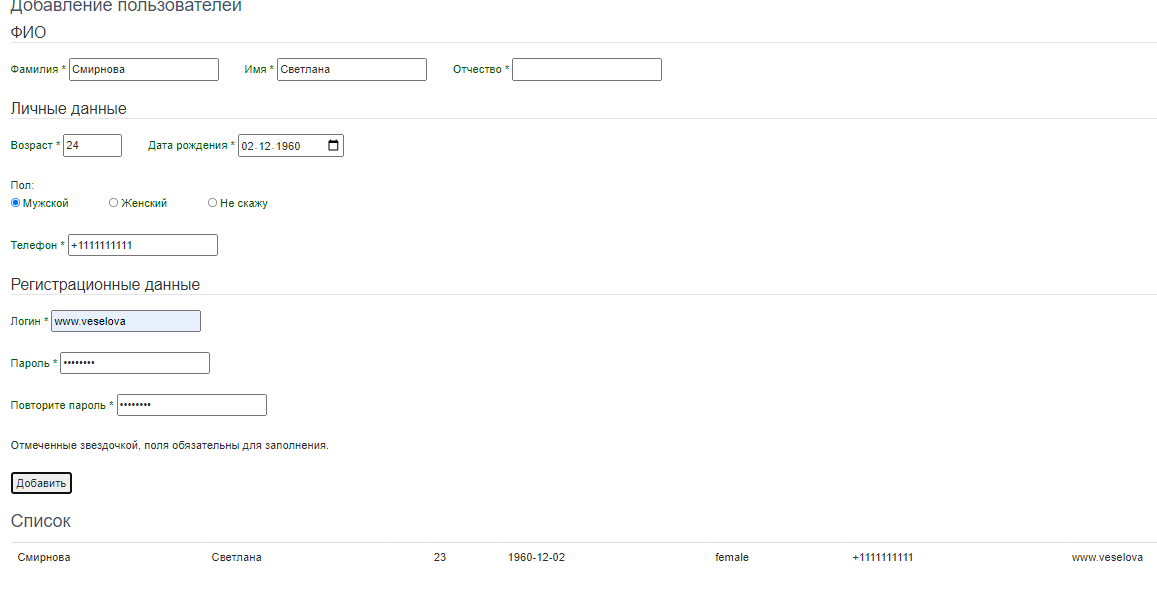 Добавление пользователей
ФИО
Фамилия * Смирнова Имя * Светлана Отчество *
Личные данные
Возраст * 24 Дата рождения * 02.12.1960
Пол:
Мужской Женский Не скажу
Телефон * +1111111111
Регистрационные данные
Логин * www.veselova
Пароль * ••••••••
Повторите пароль * ••••••••
Отмеченные звездочкой, поля обязательны для заполнения.
Добавить
Список
Смирнова Светлана 23 1960-12-02 female +1111111111 www.veselova